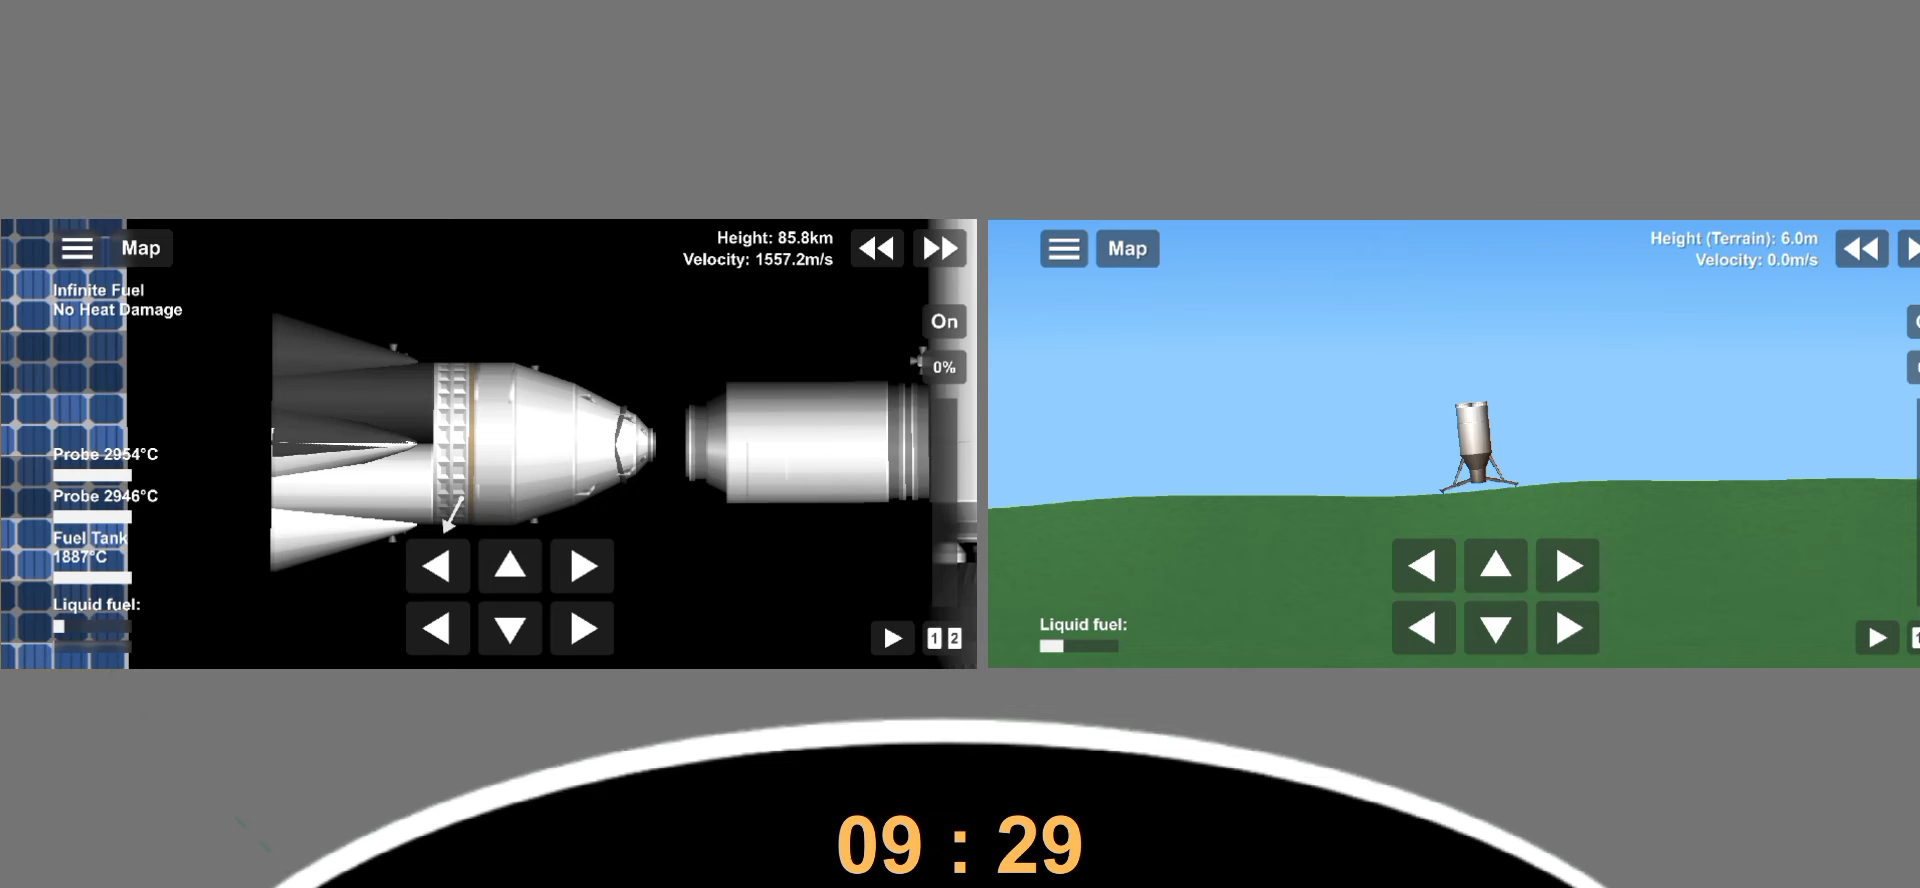 Map
Height: 85.8km
Velocity: 1557.2m/s
Infinite Fuel
No Heat Damage
On
0%
Probe 2954°C
Probe 2946°C
Fuel Tank
1887°C
Liquid fuel:
1 2
Map
Height (Terrain): 6.0m
Velocity: 0.0m/s
Liquid fuel:
09 : 29